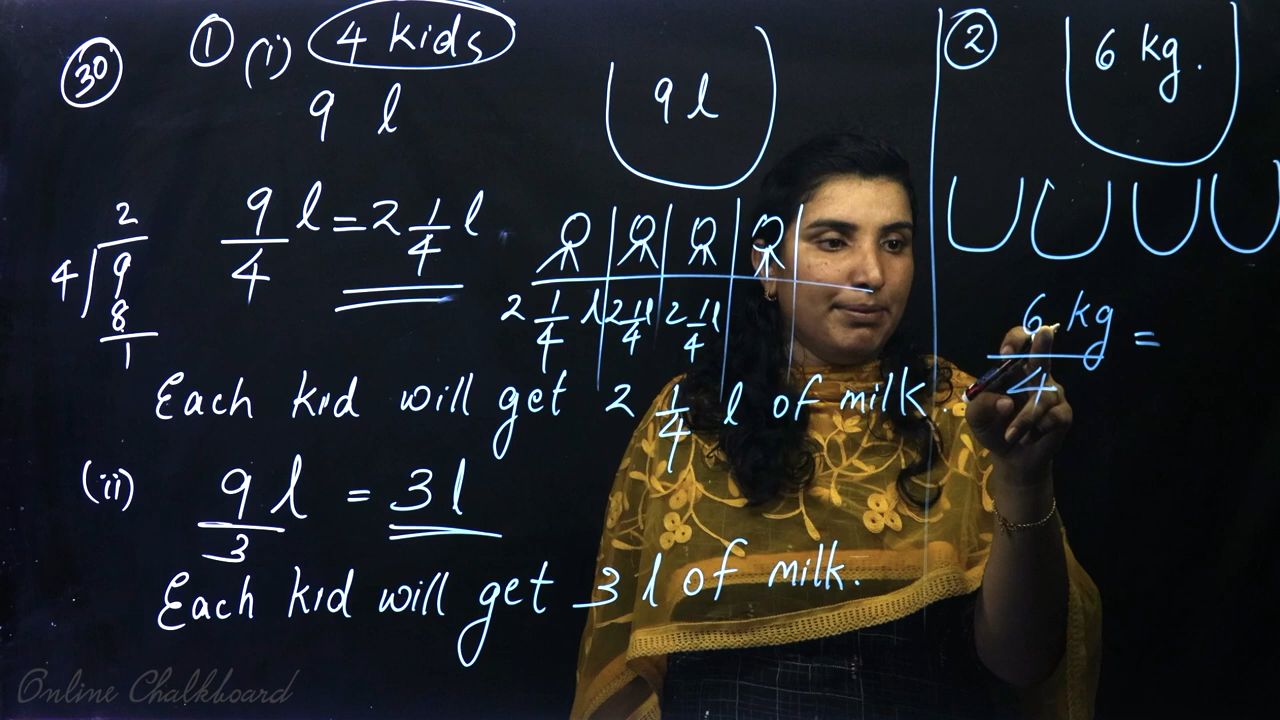 30
1 (i) 4 kids
9 l
9 l
2
4 9
8
1
9/4 l = 2 1/4 l
2 1/4 l 2 1/4 l 2 1/4 l
Each kid will get 2 1/4 l of milk.
(ii) 9 l / 3 = 3 l
Each kid will get 3 l of milk.
2
6 kg.
6 kg / 4 =
Online Chalkboard